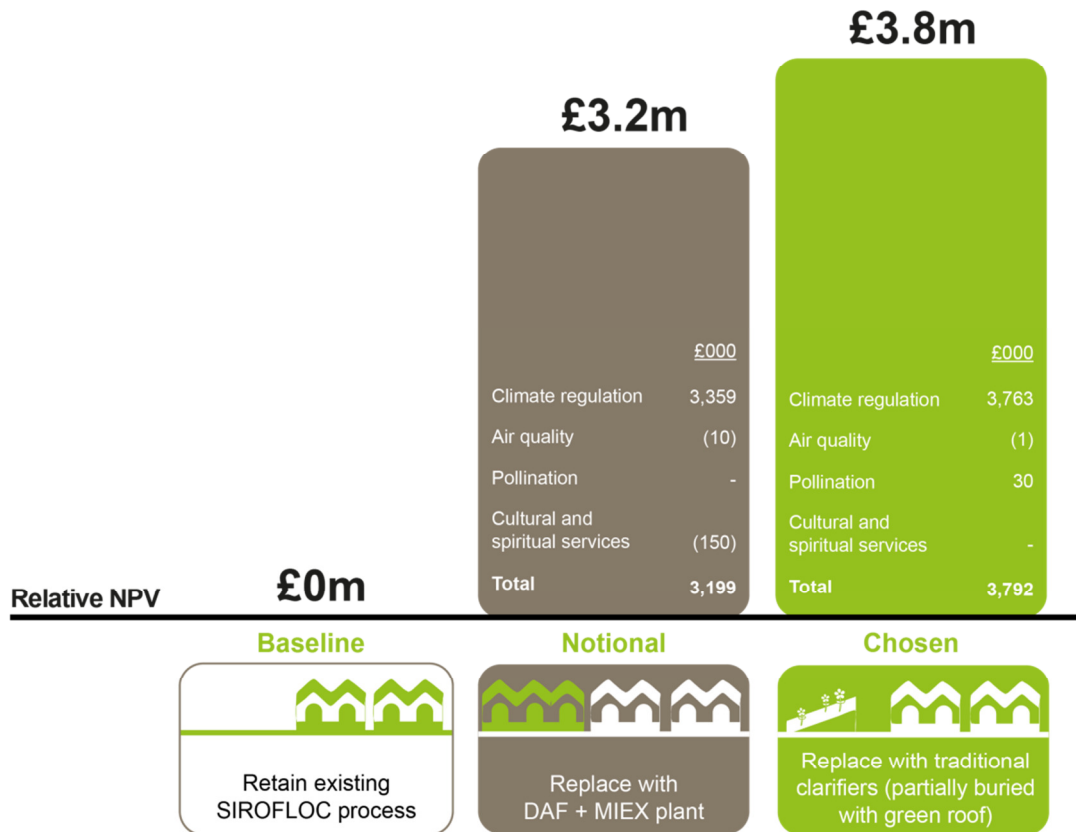 £3.8m
£3.2m
£000
Climate regulation 3,359
Air quality (10)
Pollination -
Cultural and
spiritual services (150)
Total 3,199
£000
Climate regulation 3,763
Air quality (1)
Pollination 30
Cultural and
spiritual services -
Total 3,792
Relative NPV
£0m
Baseline
Notional
Chosen
Retain existing
SIROFLOC process
Replace with
DAF + MIEX plant
Replace with traditional
clarifiers (partially buried
with green roof)